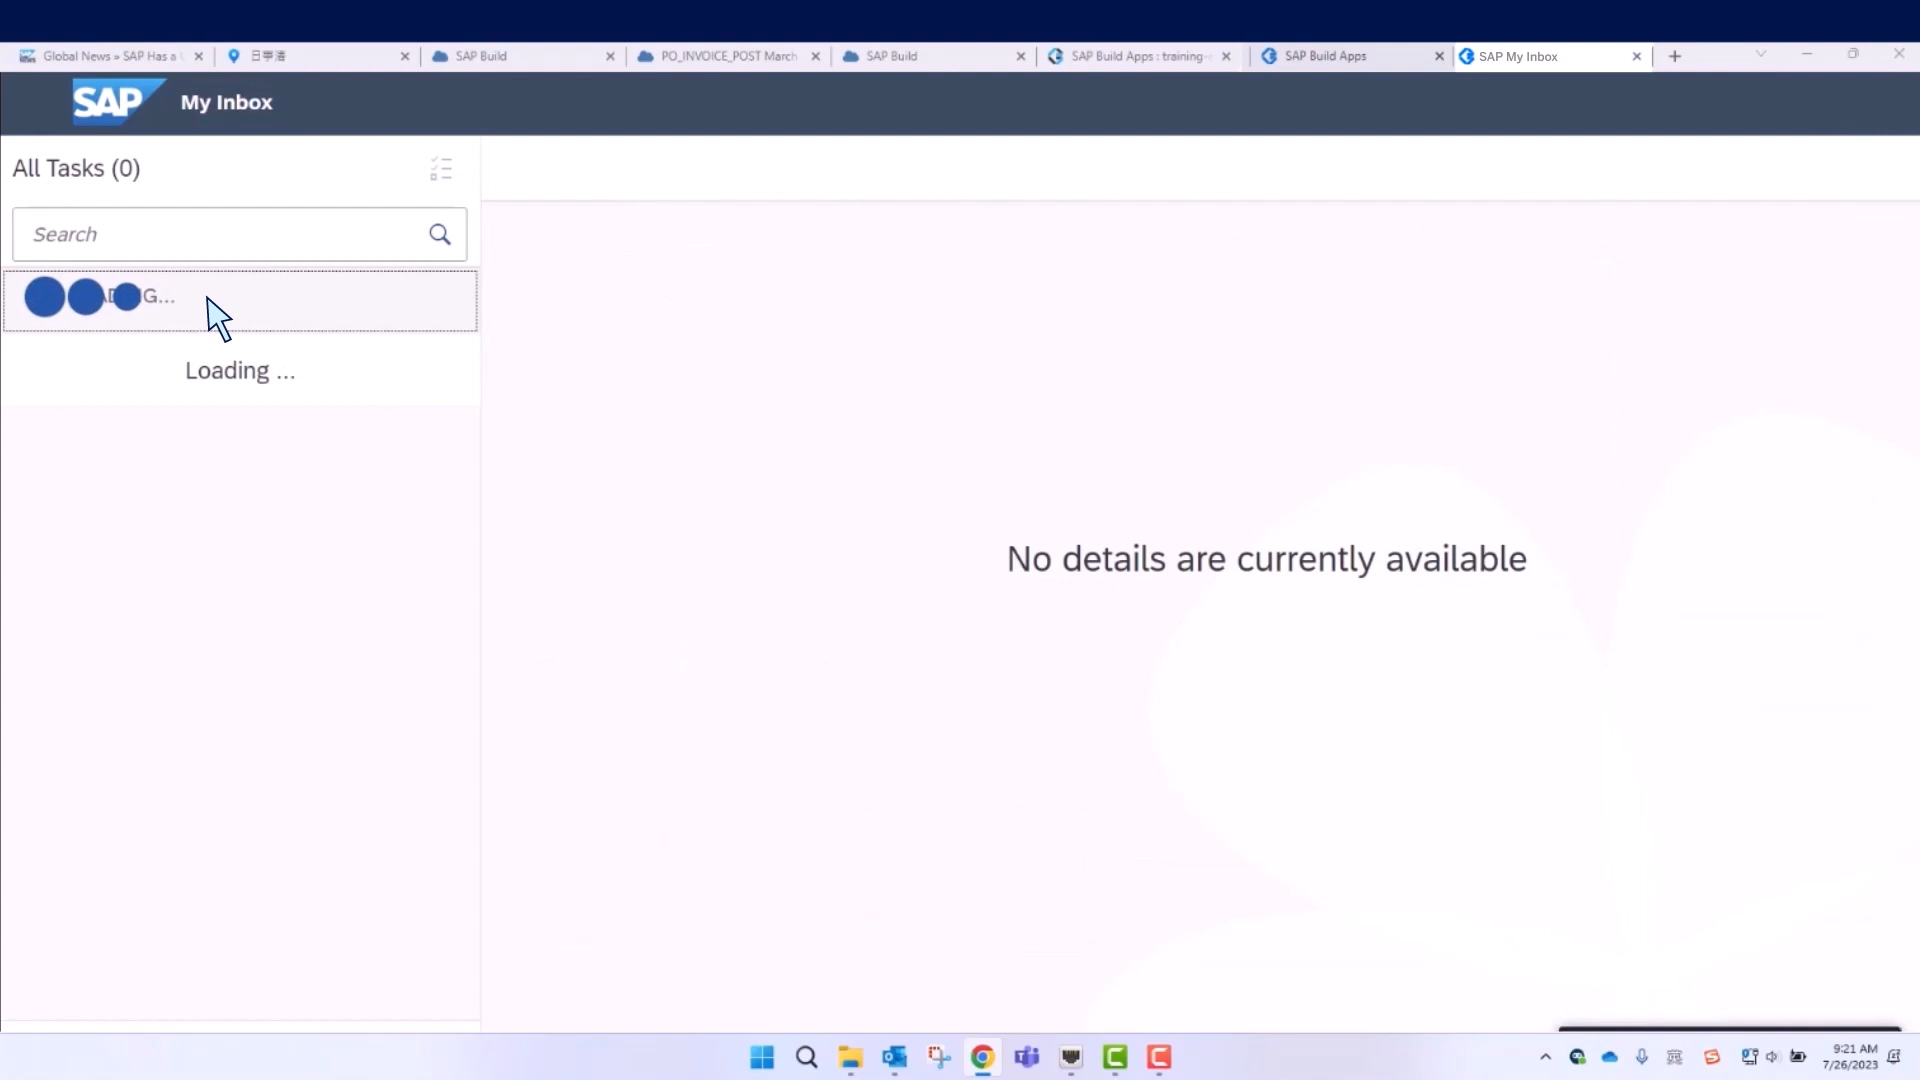 Global News » SAP Has a
SAP Build
PO_INVOICE_POST March
SAP Build
SAP Build Apps : training-
SAP Build Apps
SAP My Inbox
SAP My Inbox
All Tasks (0)
Search
G...
Loading ...
No details are currently available
9:21 AM
7/26/2023